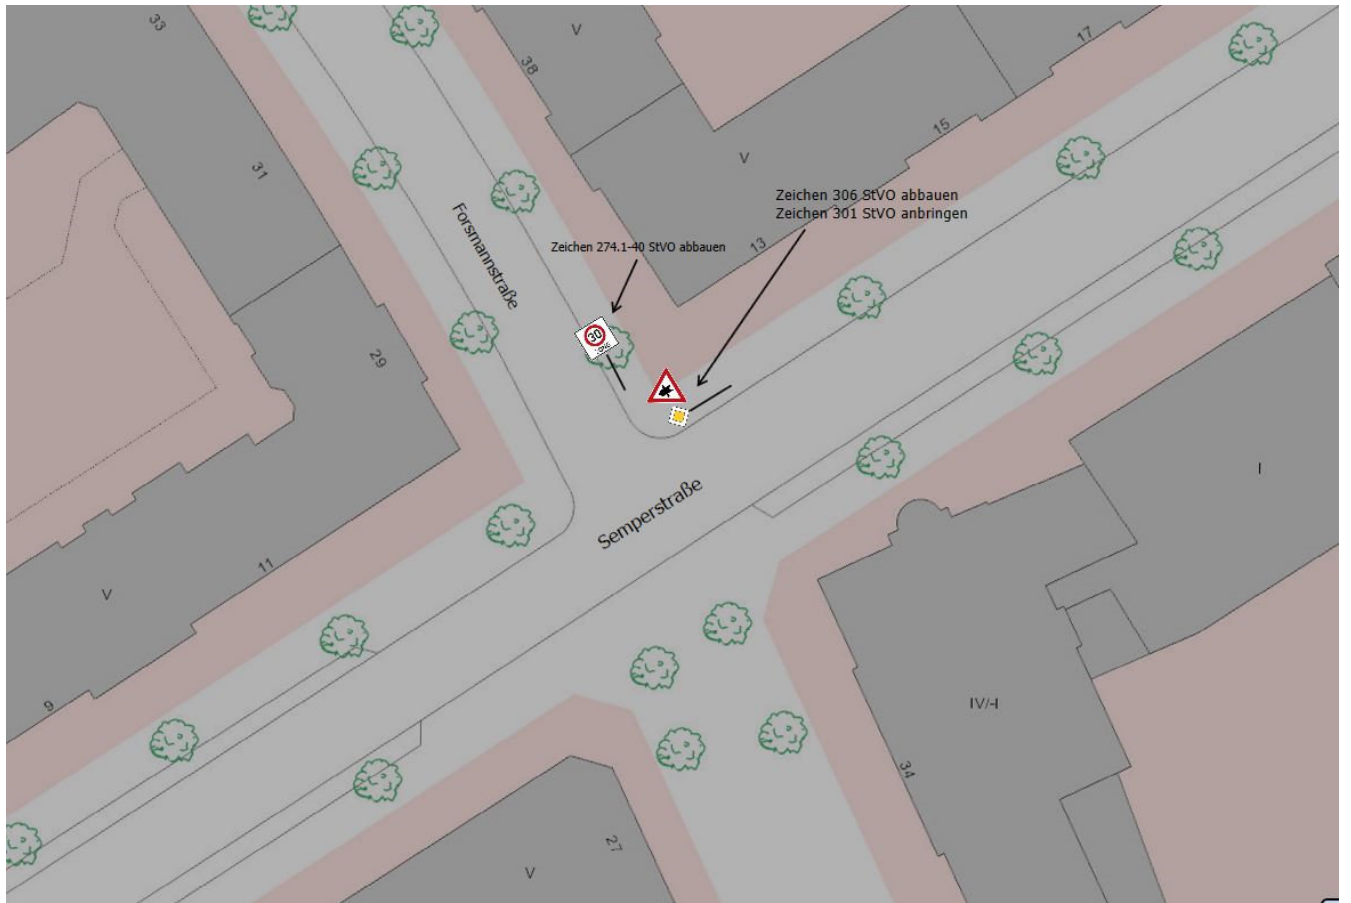 33
V
38
17
15
V
31
Zeichen 306 StVO abbauen
Zeichen 301 StVO anbringen
Forsmannstraße
Zeichen 274.1-40 StVO abbauen
13
30
29
I
Semperstraße
11
V
9
IV/-I
34
27
V